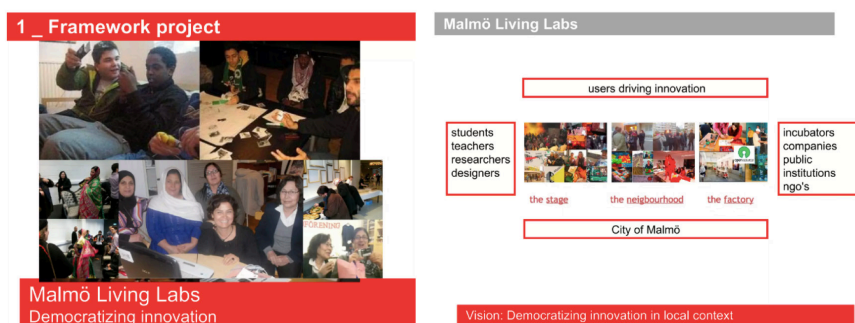 1 _ Framework project
FÖRENING
Malmö Living Labs
Democratizing innovation
Malmö Living Labs
users driving innovation
students
teachers
researchers
designers
the stage
the neigbourhood
the factory
incubators
companies
public
institutions
ngo's
City of Malmö
Vision: Democratizing innovation in local context